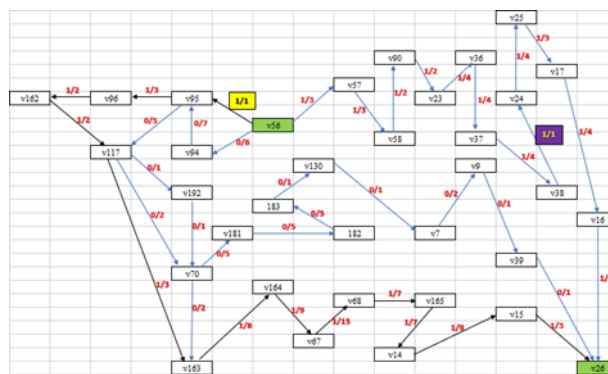 v25
1/3
v90
v36
v17
1/2
1/4
1/4
v162
1/2
v96
1/3
v95
1/1
v57
v23
v24
1/3
1/3
1/2
1/4
1/4
1/2
0/5
0/7
v56
v37
1/1
0/6
v58
v117
v94
1/4
0/1
v130
v9
v38
v192
0/1
0/1
0/2
0/2
183
v16
0/1
0/5
0/1
v181
0/5
182
v7
v39
v70
0/5
1/3
v164
0/1
0/2
1/9
v68
1/7
v165
1/8
1/15
1/7
v15
v67
1/9
1/3
v14
v163
v26